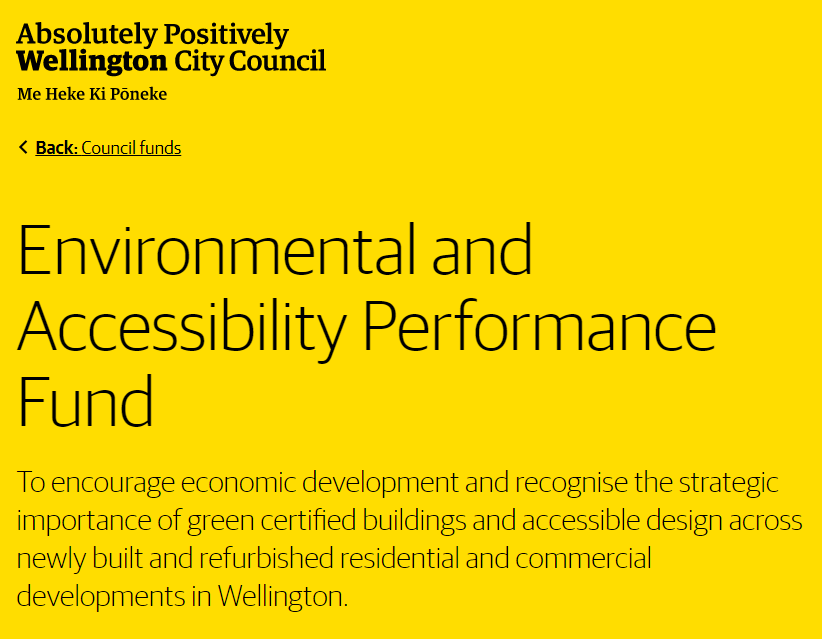 Absolutely Positively
Wellington City Council
Me Heke Ki Pōneke
Back: Council funds
Environmental and
Accessibility Performance
Fund
To encourage economic development and recognise the strategic
importance of green certified buildings and accessible design across
newly built and refurbished residential and commercial
developments in Wellington.